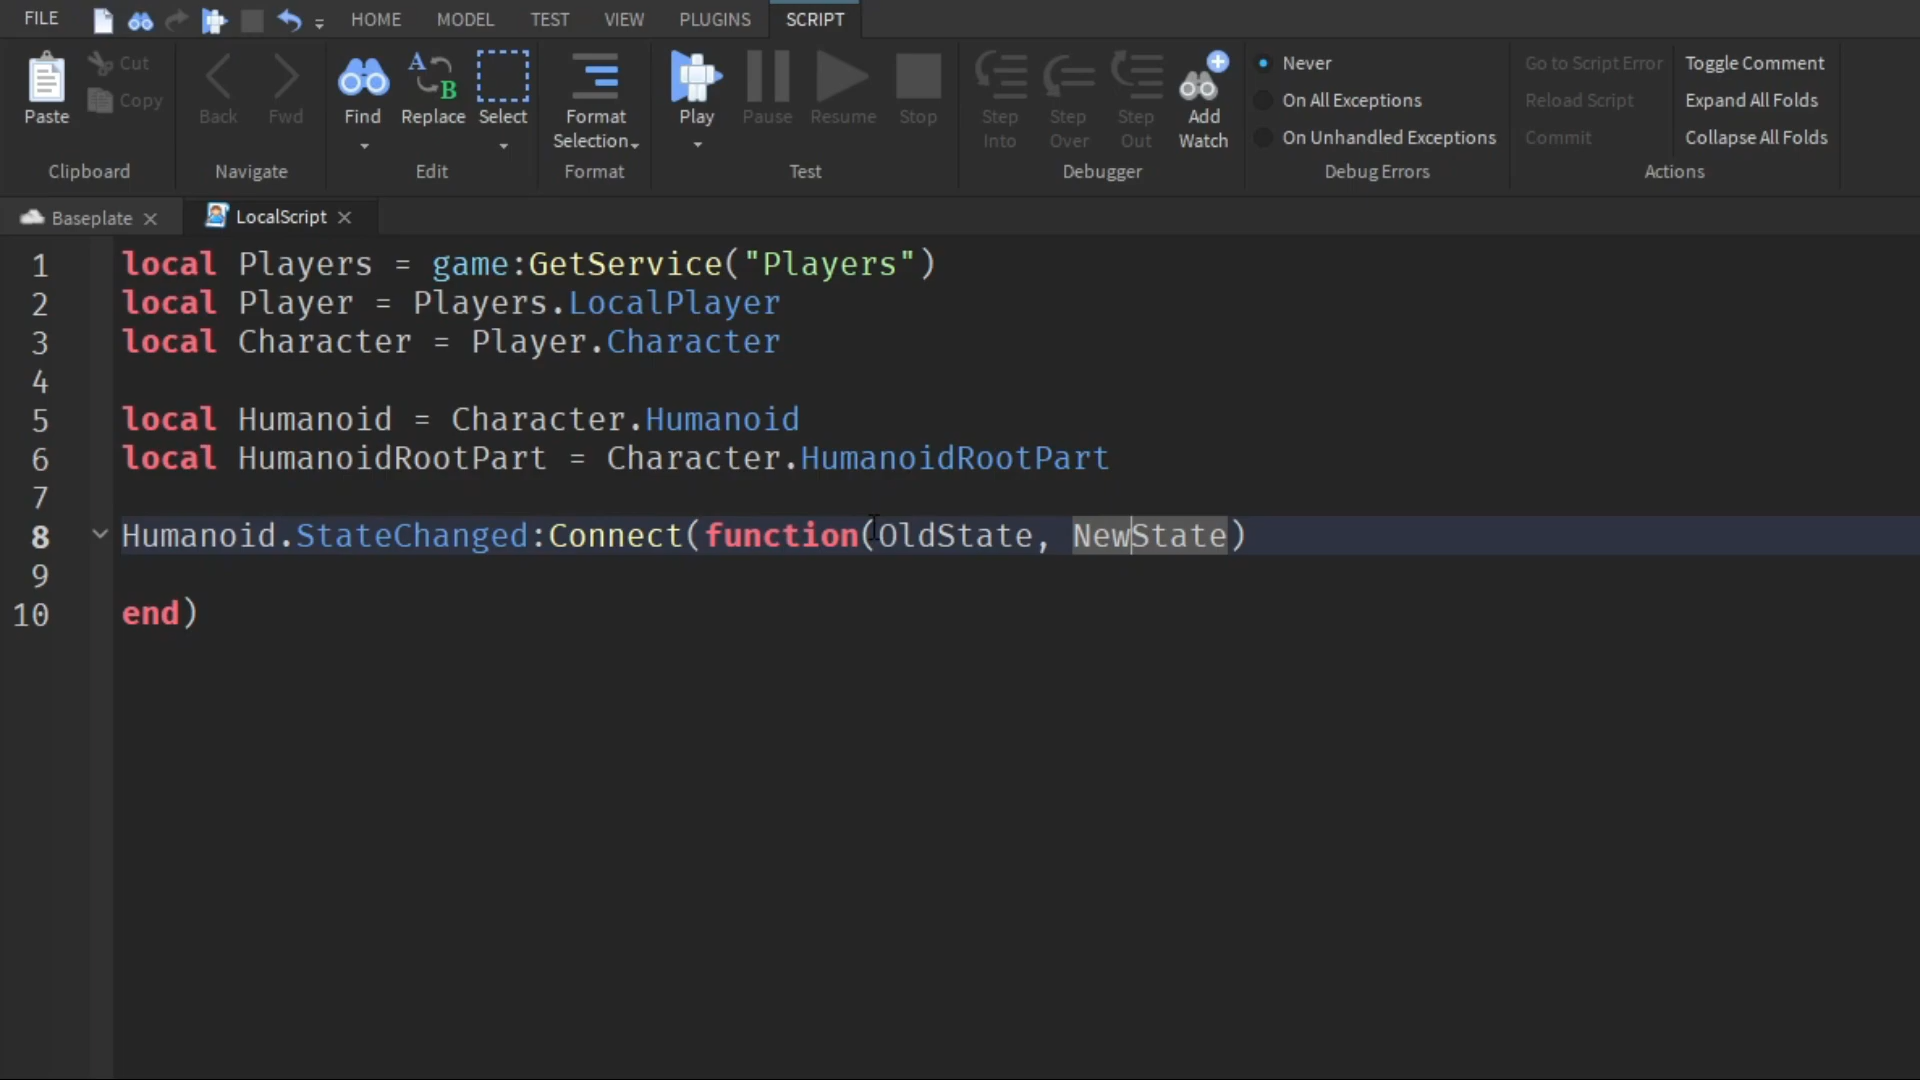 FILE HOME MODEL TEST VIEW PLUGINS SCRIPT
Paste
Cut
Copy
Clipboard
Back
Fwd
Navigate
Find
Replace
Select
Edit
Format
Selection
Format
Play
Pause
Resume
Stop
Test
Step
Into
Step
Over
Step
Out
Add
Watch
Debugger
Never
On All Exceptions
On Unhandled Exceptions
Debug Errors
Go to Script Error
Reload Script
Commit
Toggle Comment
Expand All Folds
Collapse All Folds
Actions
Baseplate
LocalScript
1 local Players = game:GetService("Players")
2 local Player = Players.LocalPlayer
3 local Character = Player.Character
4
5 local Humanoid = Character.Humanoid
6 local HumanoidRootPart = Character.HumanoidRootPart
7
8 Humanoid.StateChanged:Connect(function(OldState, NewState)
9
10 end)